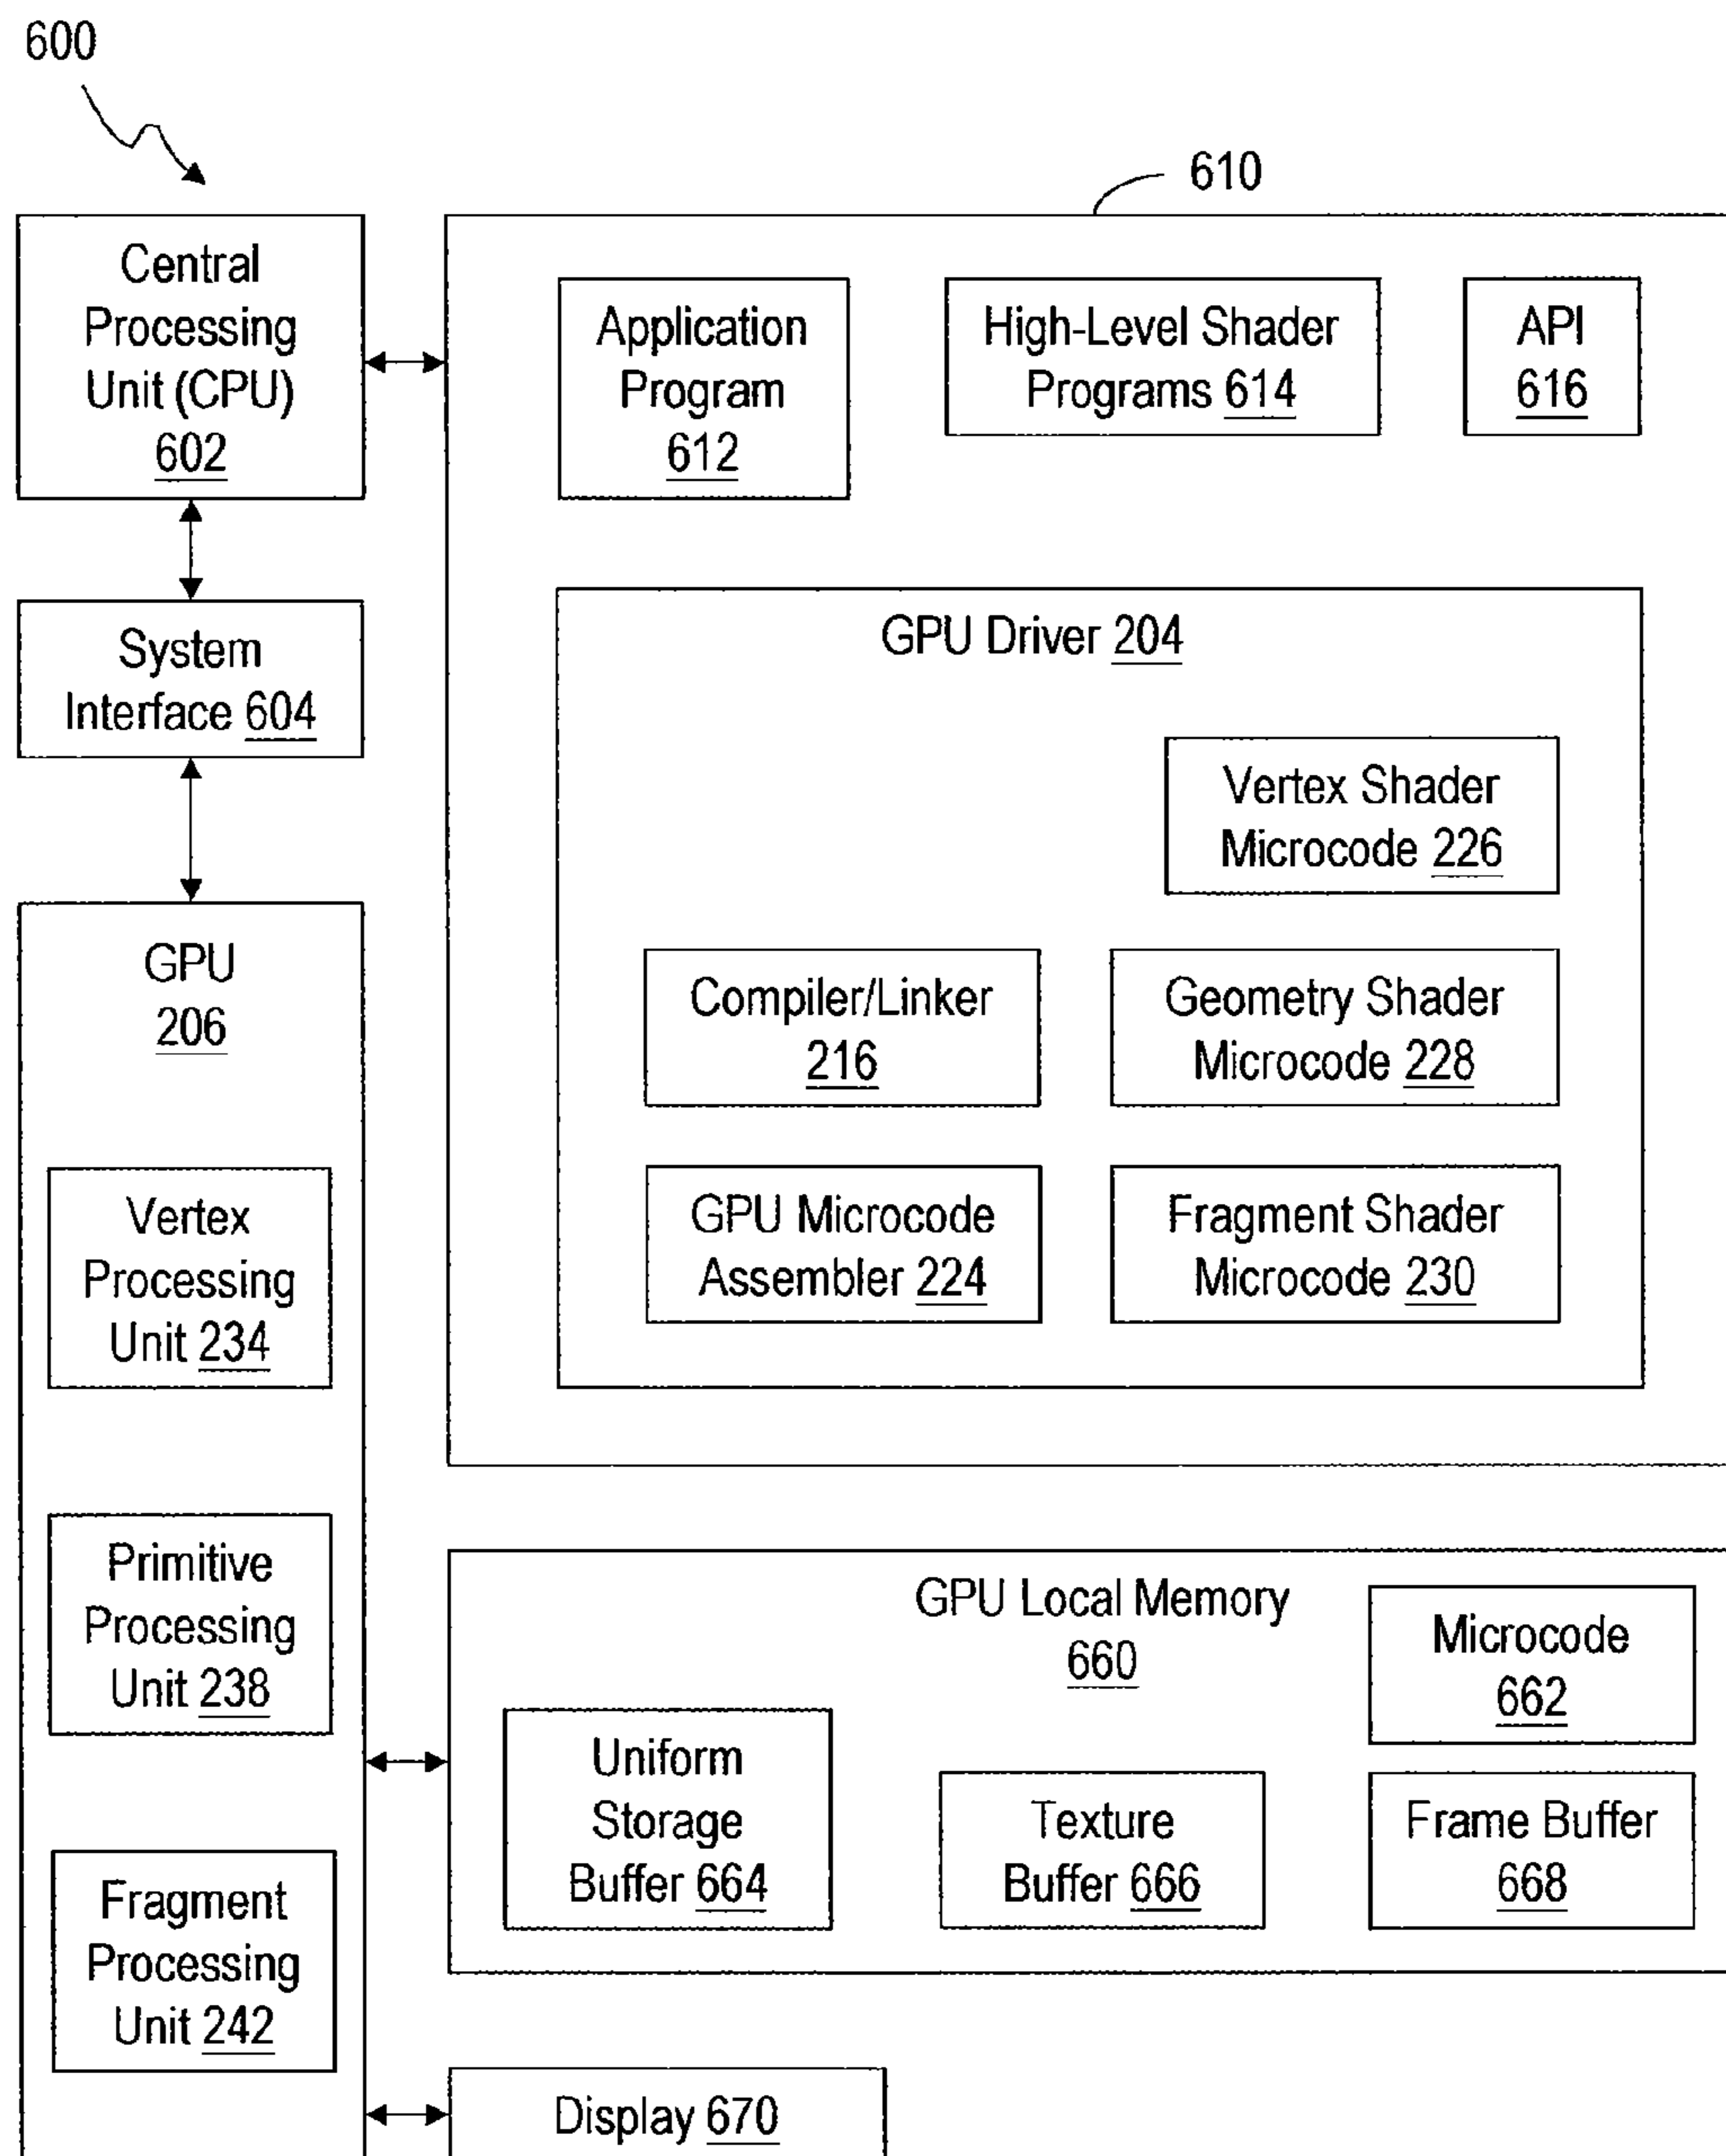 600
610
Central
Processing
Unit (CPU)
602
Application
Program
612
High-Level Shader
Programs 614
API
616
System
Interface 604
GPU Driver 204
Vertex Shader
Microcode 226
Compiler/Linker
216
Geometry Shader
Microcode 228
GPU Microcode
Assembler 224
Fragment Shader
Microcode 230
GPU
206
Vertex
Processing
Unit 234
Primitive
Processing
Unit 238
Fragment
Processing
Unit 242
GPU Local Memory
660
Microcode
662
Uniform
Storage
Buffer 664
Texture
Buffer 666
Frame Buffer
668
Display 670